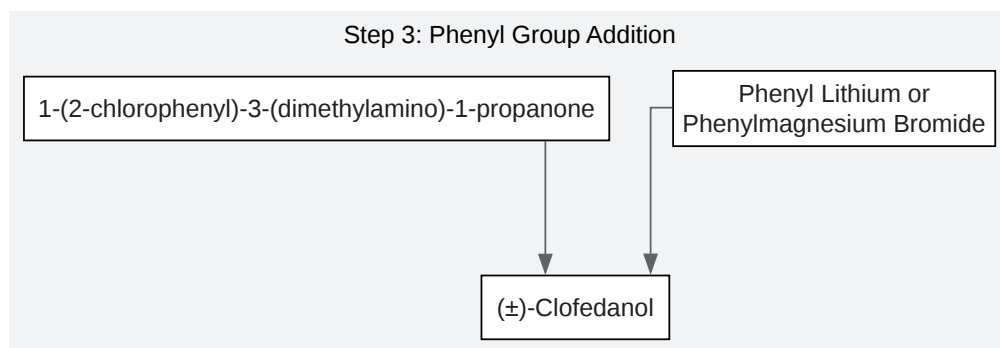 Step 3: Phenyl Group Addition
1-(2-chlorophenyl)-3-(dimethylamino)-1-propanone
Phenyl Lithium or
Phenylmagnesium Bromide
(±)-Clofedanol